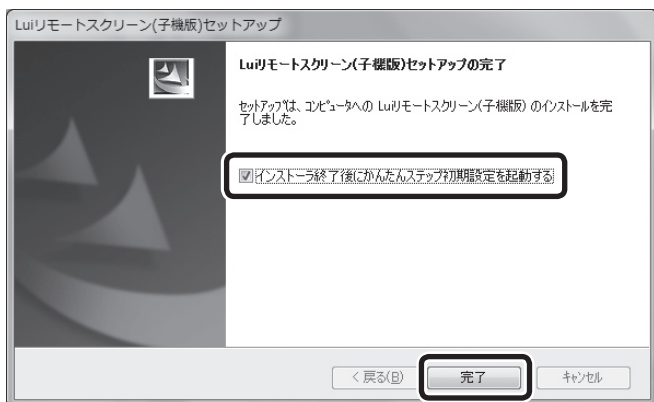 Luiリモートスクリーン(子機版)セットアップ
Luiリモートスクリーン(子機版)セットアップの完了
セットアップは、コンピュータへの Luiリモートスクリーン(子機版) のインストールを完
了しました。
インストーラ終了後にかんたんステップ初期設定を起動する
< 戻る(B)
完了
キャンセル